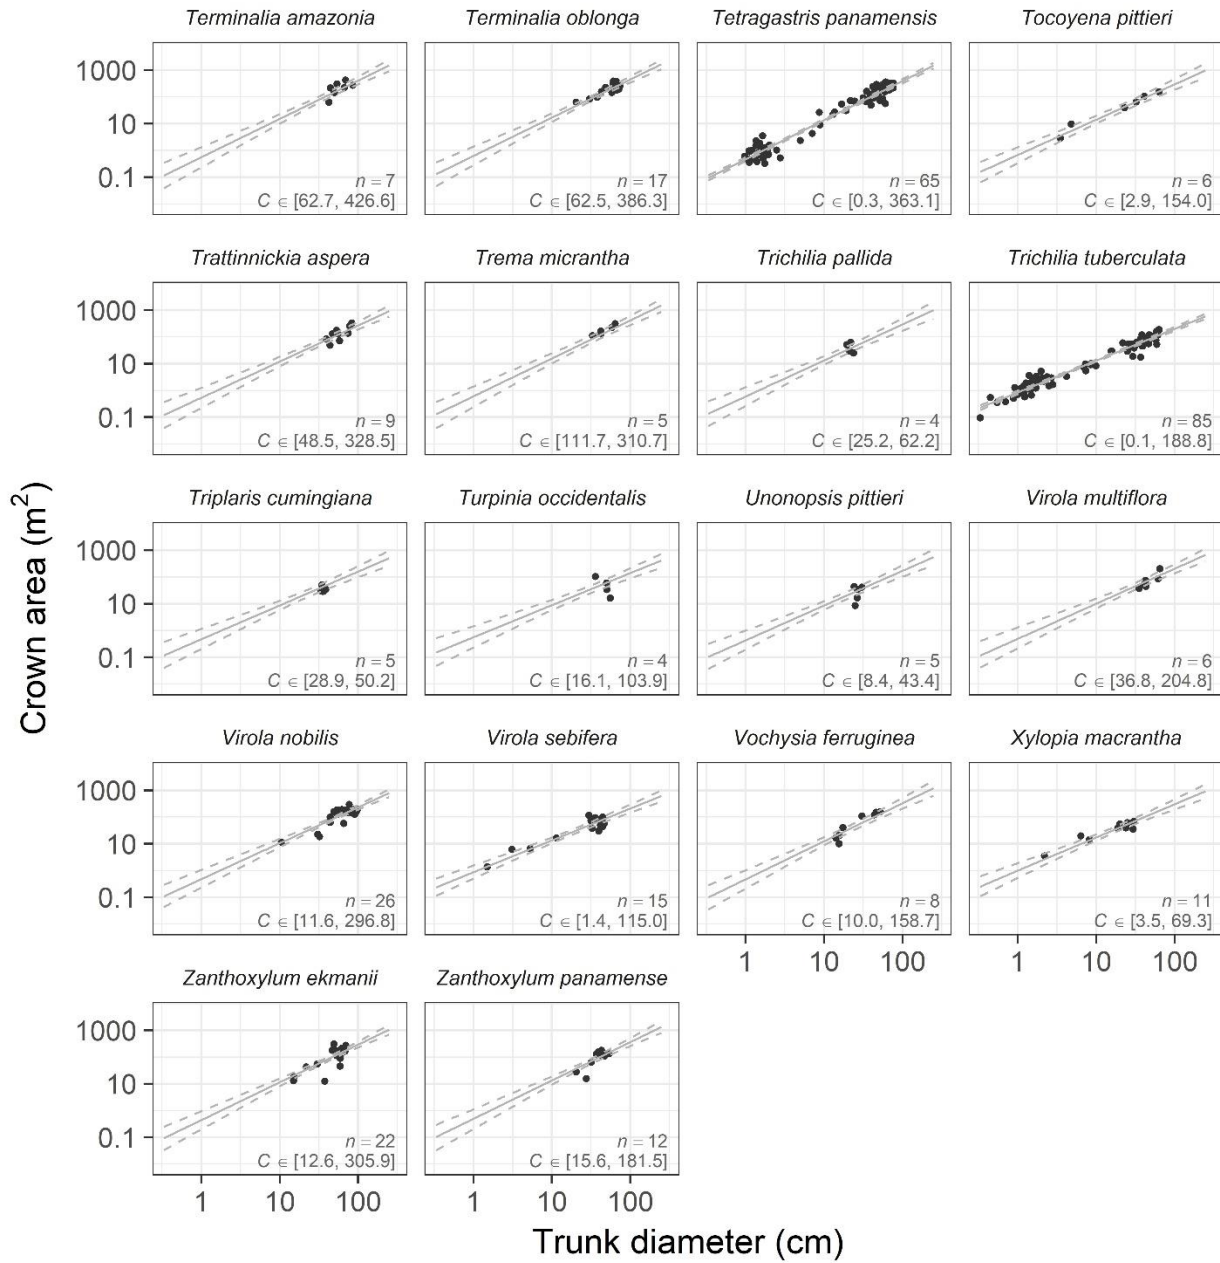 Terminalia amazonia
Terminalia oblonga
Tetragastris panamensis
Tocoyena pittieri
1000
10
0.1
n = 7
C ∈ [62.7, 426.6]
n = 17
C ∈ [62.5, 386.3]
n = 65
C ∈ [0.3, 363.1]
n = 6
C ∈ [2.9, 154.0]
Trattinnickia aspera
Trema micrantha
Trichilia pallida
Trichilia tuberculata
1000
10
0.1
n = 9
C ∈ [48.5, 328.5]
n = 5
C ∈ [111.7, 310.7]
n = 4
C ∈ [25.2, 62.2]
n = 85
C ∈ [0.1, 188.8]
Crown area (m²)
Triplaris cumingiana
Turpinia occidentalis
Unonopsis pittieri
Virola multiflora
1000
10
0.1
n = 5
C ∈ [28.9, 50.2]
n = 4
C ∈ [16.1, 103.9]
n = 5
C ∈ [8.4, 43.4]
n = 6
C ∈ [36.8, 204.8]
Virola nobilis
Virola sebifera
Vochysia ferruginea
Xylopia macrantha
1000
10
0.1
n = 26
C ∈ [11.6, 296.8]
n = 15
C ∈ [1.4, 115.0]
n = 8
C ∈ [10.0, 158.7]
n = 11
C ∈ [3.5, 69.3]
1 10 100
1 10 100
Zanthoxylum ekmanii
Zanthoxylum panamense
1000
10
0.1
n = 22
C ∈ [12.6, 305.9]
n = 12
C ∈ [15.6, 181.5]
1 10 100
1 10 100
Trunk diameter (cm)